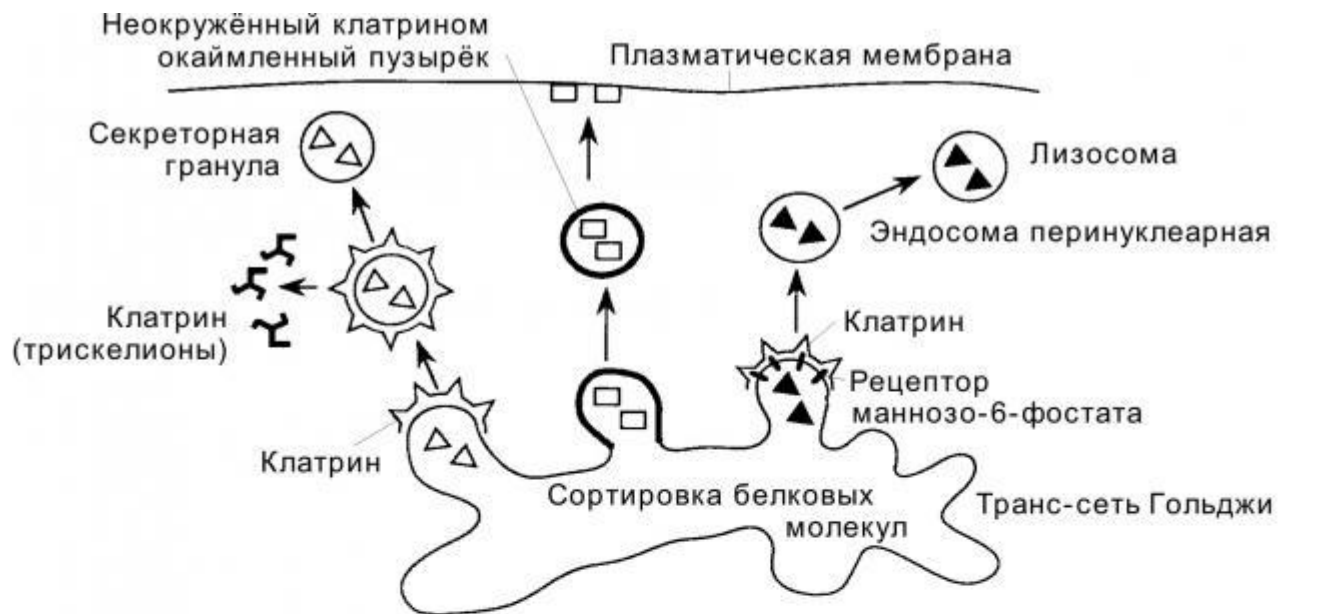 Неокружённый клатрином
окаймленный пузырёк
Плазматическая мембрана
Секреторная
гранула
Лизосома
Эндосома перинуклеарная
Клатрин
(трискелионы)
Клатрин
Рецептор
маннозо-6-фостата
Клатрин
Сортировка белковых
молекул
Транс-сеть Гольджи